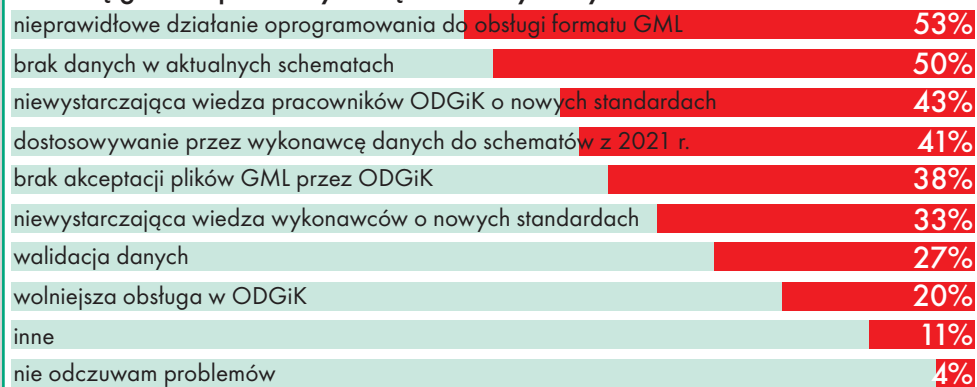 nieprawidłowe działanie oprogramowania do obsługi formatu GML 53%
brak danych w aktualnych schematach 50%
niewystarczająca wiedza pracowników ODGiK o nowych standardach 43%
dostosowywanie przez wykonawcę danych do schematów z 2021 r. 41%
brak akceptacji plików GML przez ODGiK 38%
niewystarczająca wiedza wykonawców o nowych standardach 33%
walidacja danych 27%
wolniejsza obsługa w ODGiK 20%
inne 11%
nie odczuwam problemów 4%